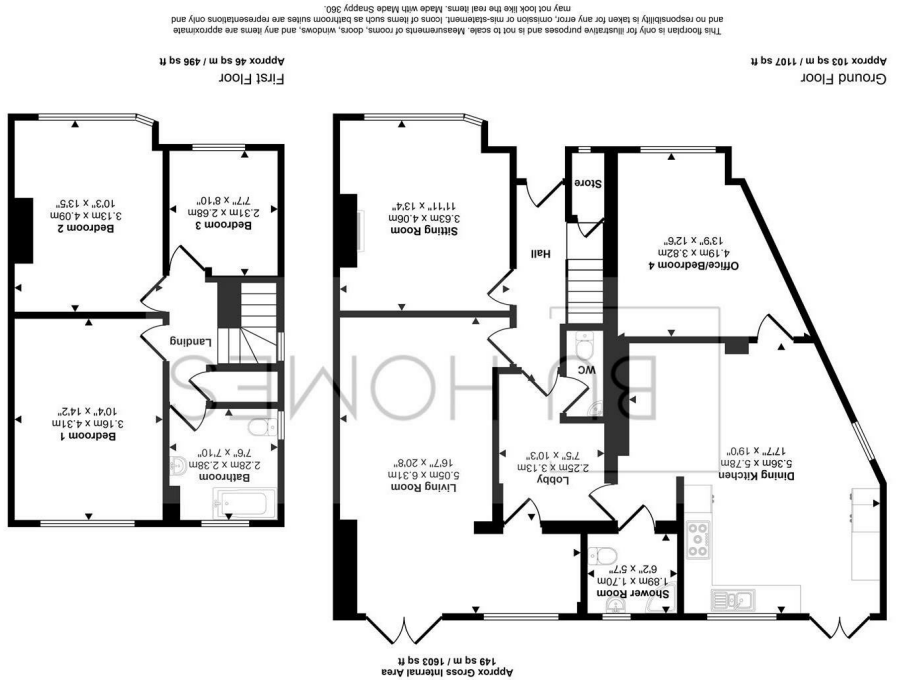 Approx Gross Internal Area
149 sq m / 1603 sq ft
Living Room
5.05m x 6.31m
16'7" x 20'8"
Shower Room
1.89m x 1.70m
6'2" x 5'7"
Dining Kitchen
5.36m x 5.78m
17'7" x 19'0"
Lobby
2.25m x 3.13m
7'5" x 10'3"
WC
Hall
Store
Sitting Room
3.63m x 4.06m
11'11" x 13'4"
Office/Bedroom 4
4.19m x 3.82m
13'9" x 12'6"
Ground Floor
Approx 103 sq m / 1107 sq ft
Bathroom
2.28m x 2.38m
7'6" x 7'10"
Bedroom 1
3.16m x 4.31m
10'4" x 14'2"
Landing
Bedroom 3
2.31m x 2.68m
7'7" x 8'10"
Bedroom 2
3.13m x 4.09m
10'3" x 13'5"
First Floor
Approx 46 sq m / 496 sq ft
BU HOMES
This floorplan is only for illustrative purposes and is not to scale. Measurements of rooms, doors, windows, and any items are approximate
and no responsibility is taken for any error, omission or mis-statement. Icons of items such as bathroom suites are representations only and
may not look like the real items. Made with Made Snappy 360.